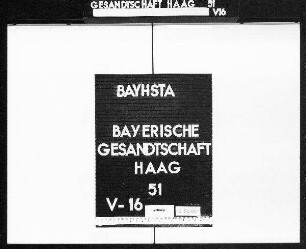 GESANDTSCHAFT HAAG 51
V16
BAYHSTA
BAYERISCHE
GESANDTSCHAFT
HAAG
51
V-16